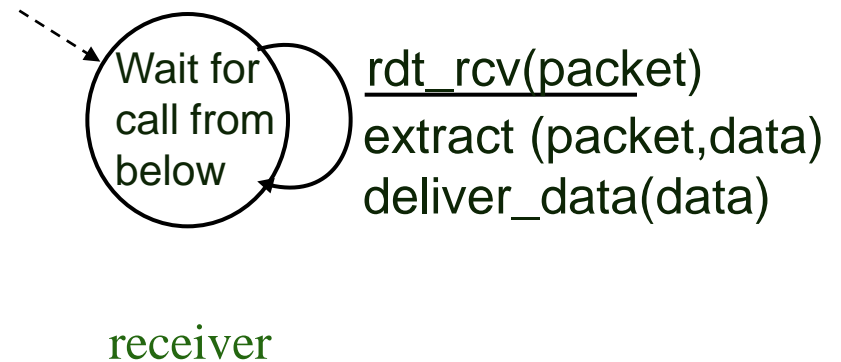 Wait for
call from
below
rdt_rcv(packet)
extract (packet,data)
deliver_data(data)
receiver